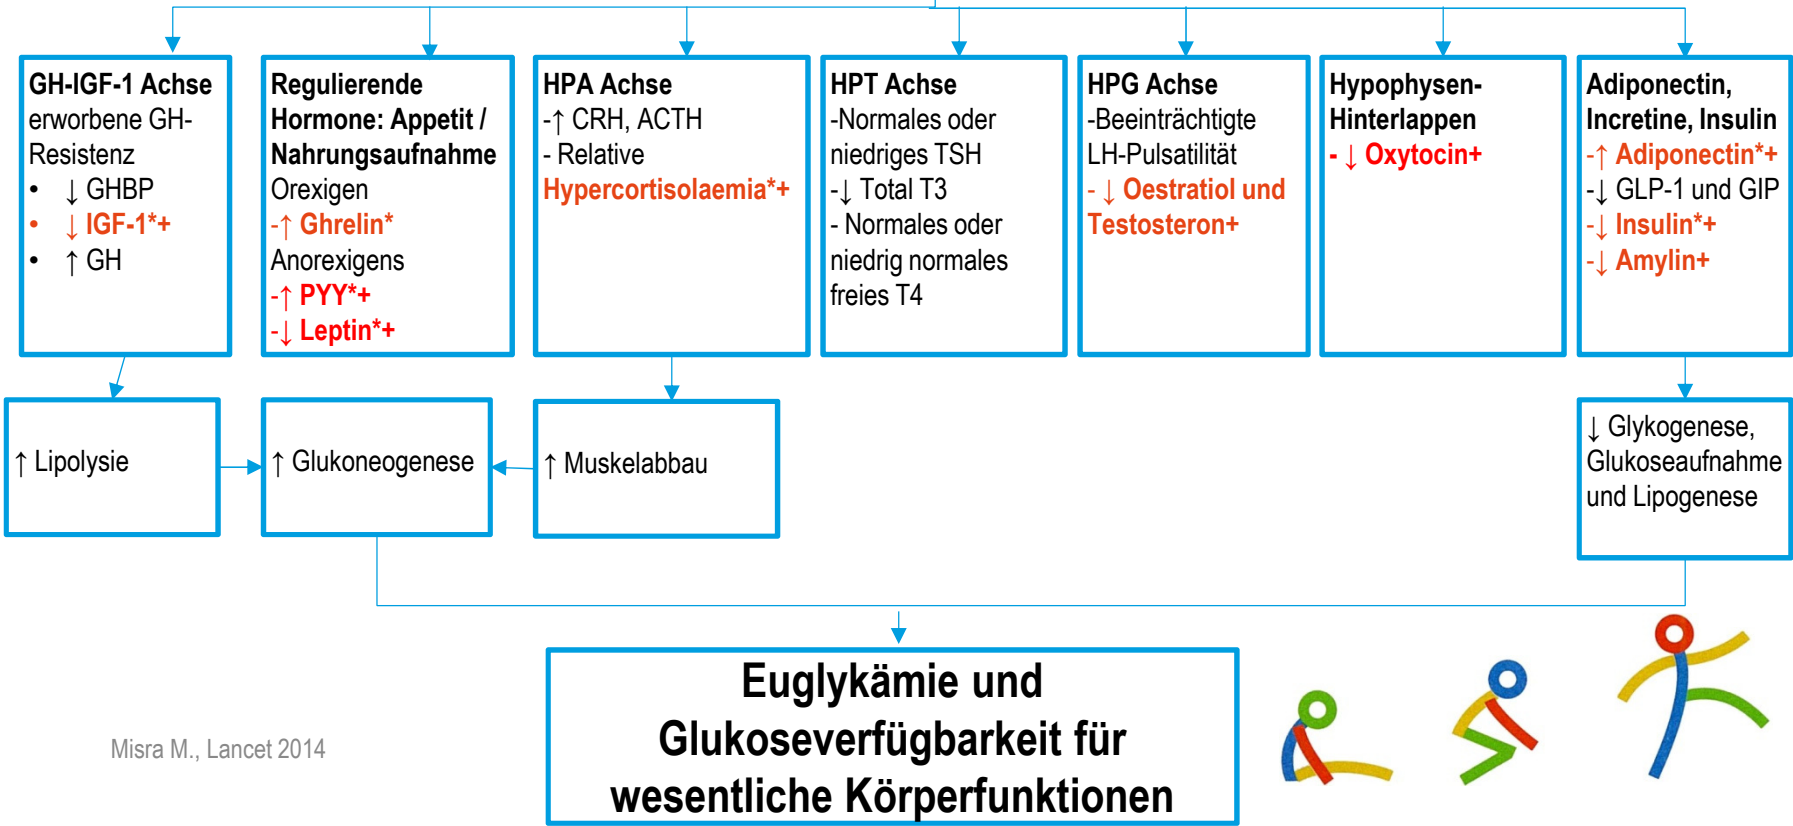 GH-IGF-1 Achse
erworbene GH-
Resistenz
• ↓ GHBP
• ↓ IGF-1*+
• ↑ GH
Regulierende
Hormone: Appetit /
Nahrungsaufnahme
Orexigen
-↑ Ghrelin*
Anorexigens
-↑ PYY*+
-↓ Leptin*+
HPA Achse
-↑ CRH, ACTH
- Relative
Hypercortisolaemia*+
HPT Achse
-Normales oder
niedriges TSH
-↓ Total T3
- Normales oder
niedrig normales
freies T4
HPG Achse
-Beeinträchtigte
LH-Pulsatilität
- ↓ Oestratiol und
Testosteron+
Hypophysen-
Hinterlappen
- ↓ Oxytocin+
Adiponectin,
Incretine, Insulin
-↑ Adiponectin*+
-↓ GLP-1 und GIP
-↓ Insulin*+
-↓ Amylin+
↑ Lipolysie
↑ Glukoneogenese
↑ Muskelabbau
↓ Glykogenese,
Glukoseaufnahme
und Lipogenese
Euglykämie und
Glukoseverfügbarkeit für
wesentliche Körperfunktionen
Misra M., Lancet 2014